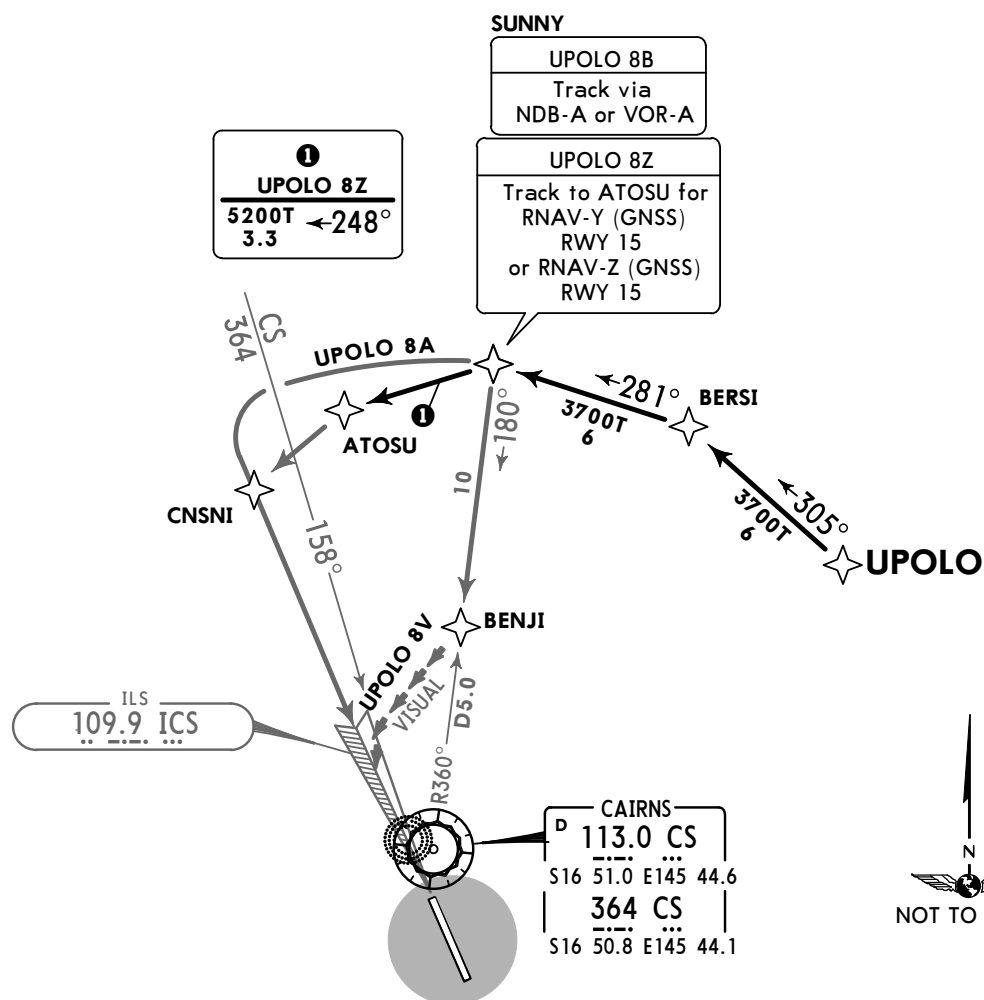 SUNNY
UPOLO 8B
Track via
NDB-A or VOR-A
UPOLO 8Z
Track to ATOSU for
RNAV-Y (GNSS)
RWY 15
or RNAV-Z (GNSS)
RWY 15
1
UPOLO 8Z
5200T
3.3
248°
CS
364
UPOLO 8A
281°
3700T
6
BERSI
1
ATOSU
180°
10
CNSNI
305°
3700T
6
UPOLO
158°
BENJI
UPOLO 8V
VISUAL
D5.0
R360°
ILS
109.9 ICS
CAIRNS
D 113.0 CS
S16 51.0 E145 44.6
364 CS
S16 50.8 E145 44.1
N
NOT TO